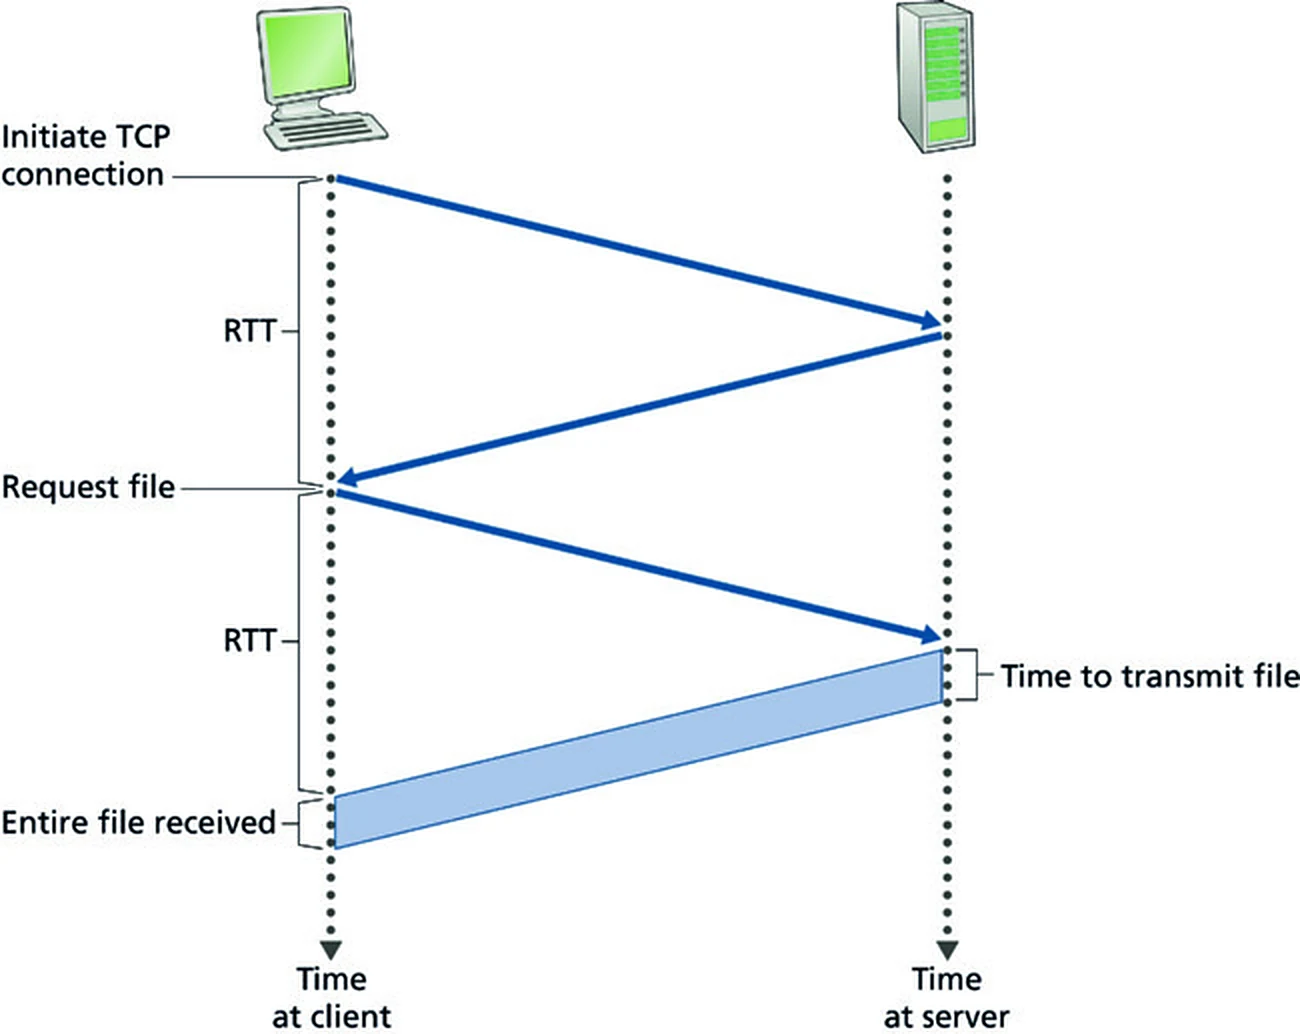 Initiate TCP
connection
RTT
Request file
RTT
Time to transmit file
Entire file received
Time
at client
Time
at server